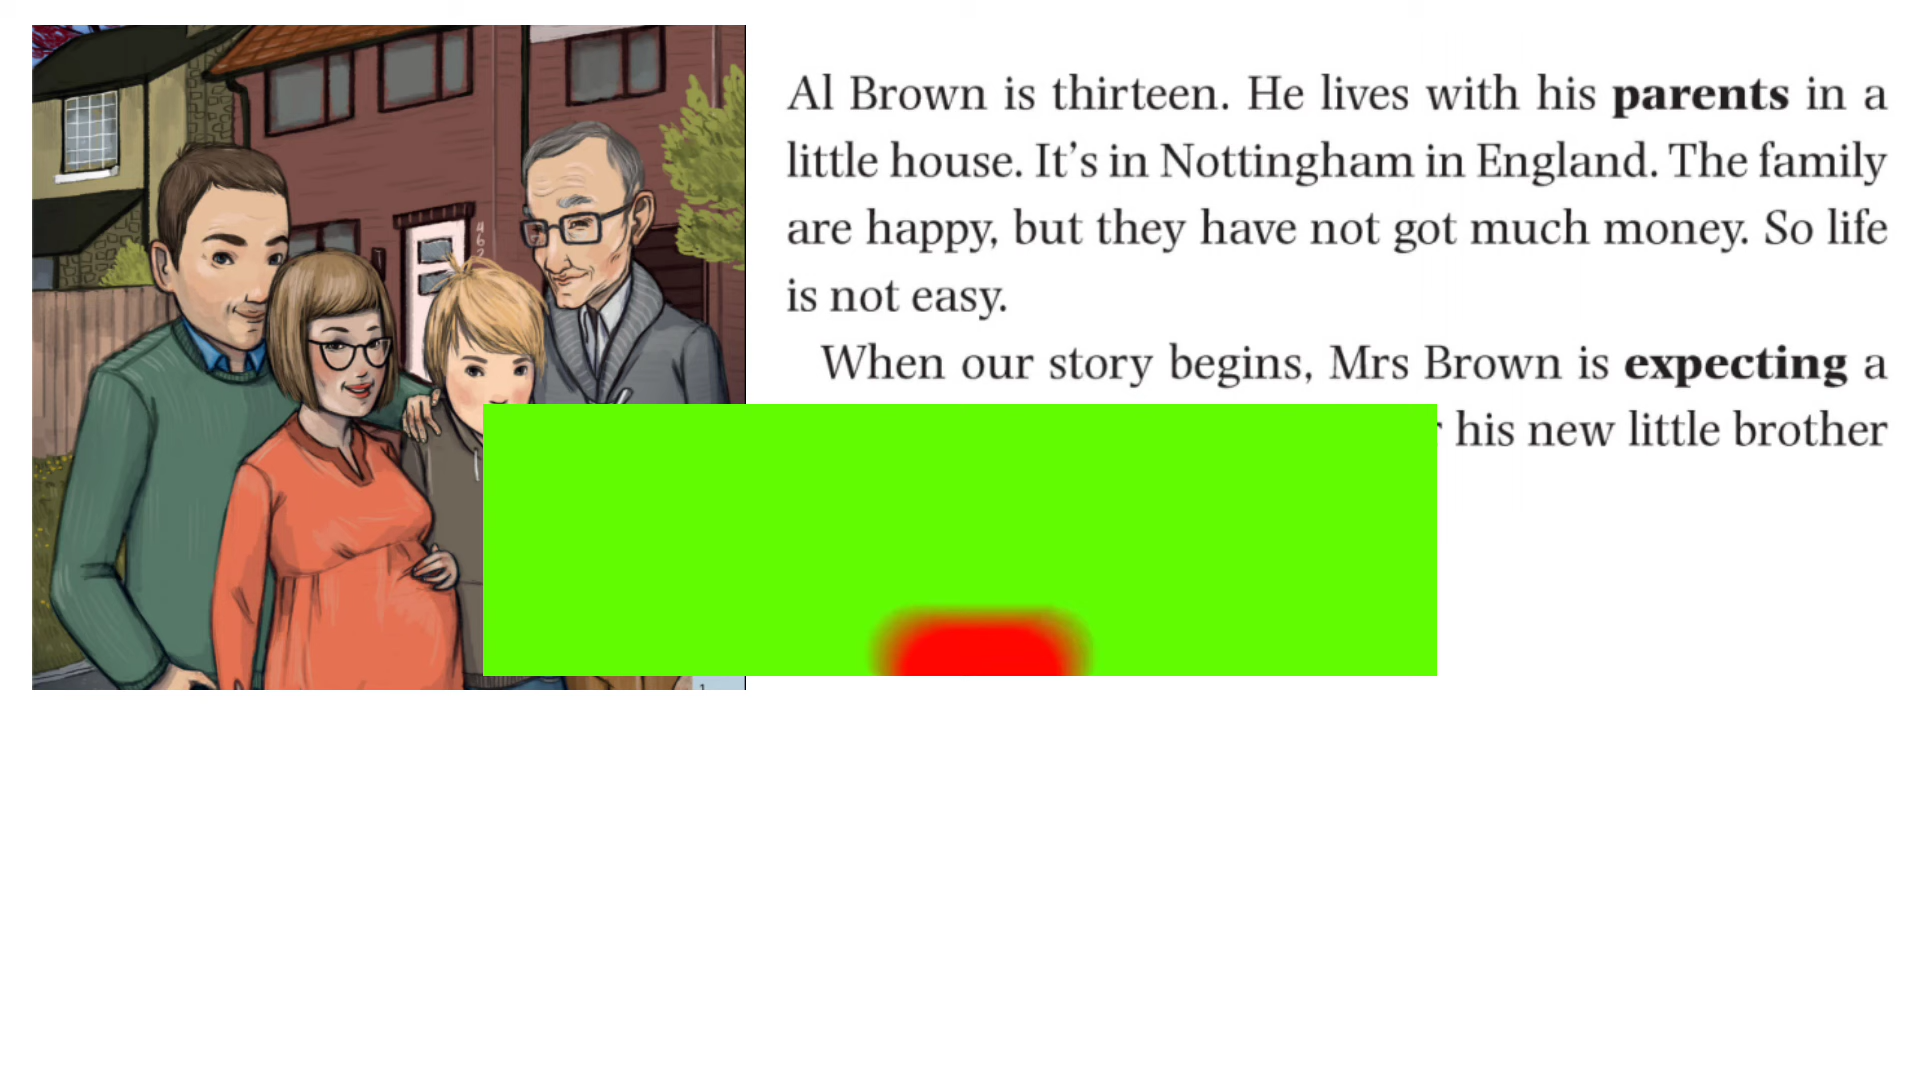 Al Brown is thirteen. He lives with his parents in a
little house. It's in Nottingham in England. The family
are happy, but they have not got much money. So life
is not easy.
When our story begins, Mrs Brown is expecting a
his new little brother
462
1